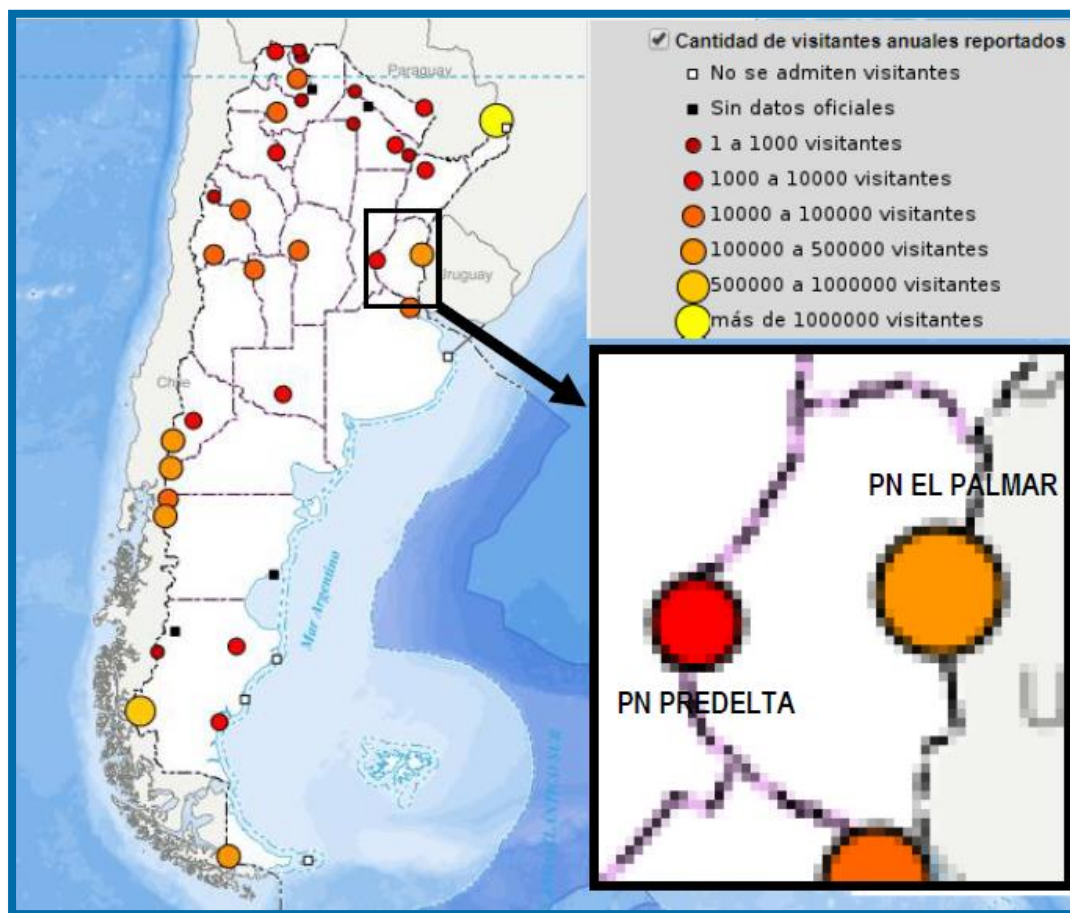 Cantidad de visitantes anuales reportados
No se admiten visitantes
Sin datos oficiales
1 a 1000 visitantes
1000 a 10000 visitantes
10000 a 100000 visitantes
100000 a 500000 visitantes
500000 a 1000000 visitantes
más de 1000000 visitantes
Paraguay
Uruguay
Chile
Mar Argentino
PN EL PALMAR
PN PREDELTA
U